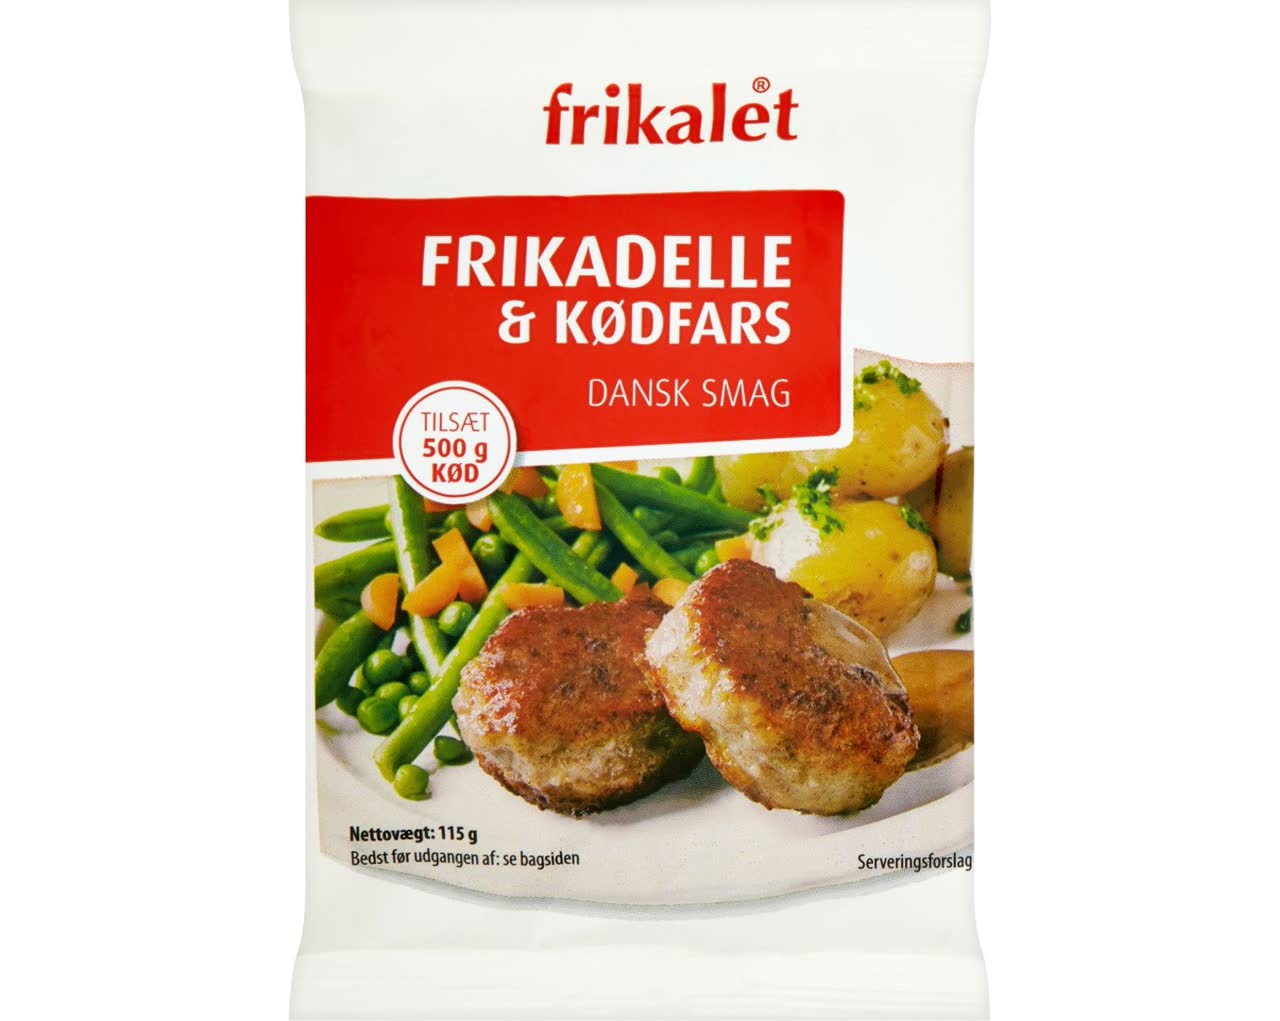 frikalet®
FRIKADELLE
& KØDFARS
DANSK SMAG
TILSÆT
500 g
KØD
Nettovægt: 115 g
Bedst før udgangen af: se bagsiden
Serveringsforslag